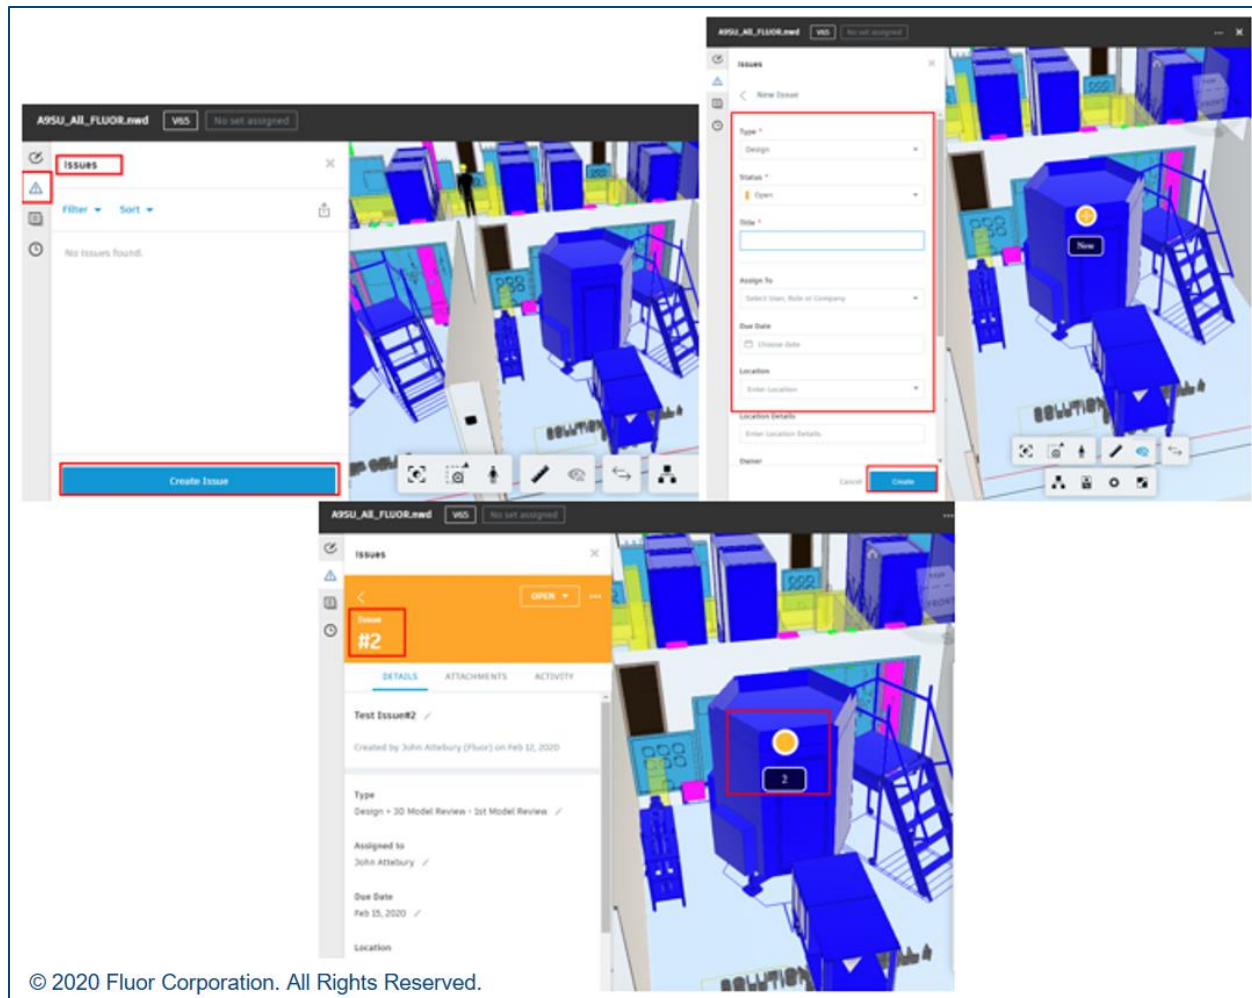 A9SU_All_FLUOR.nwd V65 No set assigned
Issues
Filter Sort
No issues found.
Create Issue
A9SU_All_FLUOR.nwd V65 No set assigned
Issues
New Issue
Type *
Design
Status *
Open
Title *
Assign To
Select User, Role or Company
Due Date
Choose date
Location
Enter Location
Location Details
Enter Location Details
Owner
Cancel Create
New
FRONT
A9SU_All_FLUOR.nwd V65 No set assigned
Issues
OPEN
Issue
#2
DETAILS ATTACHMENTS ACTIVITY
Test Issue#2
Created by John Attebury (Fluor) on Feb 12, 2020
Type
Design > 3D Model Review - 1st Model Review
Assigned to
John Attebury
Due Date
Feb 15, 2020
Location
2
FRONT
© 2020 Fluor Corporation. All Rights Reserved.